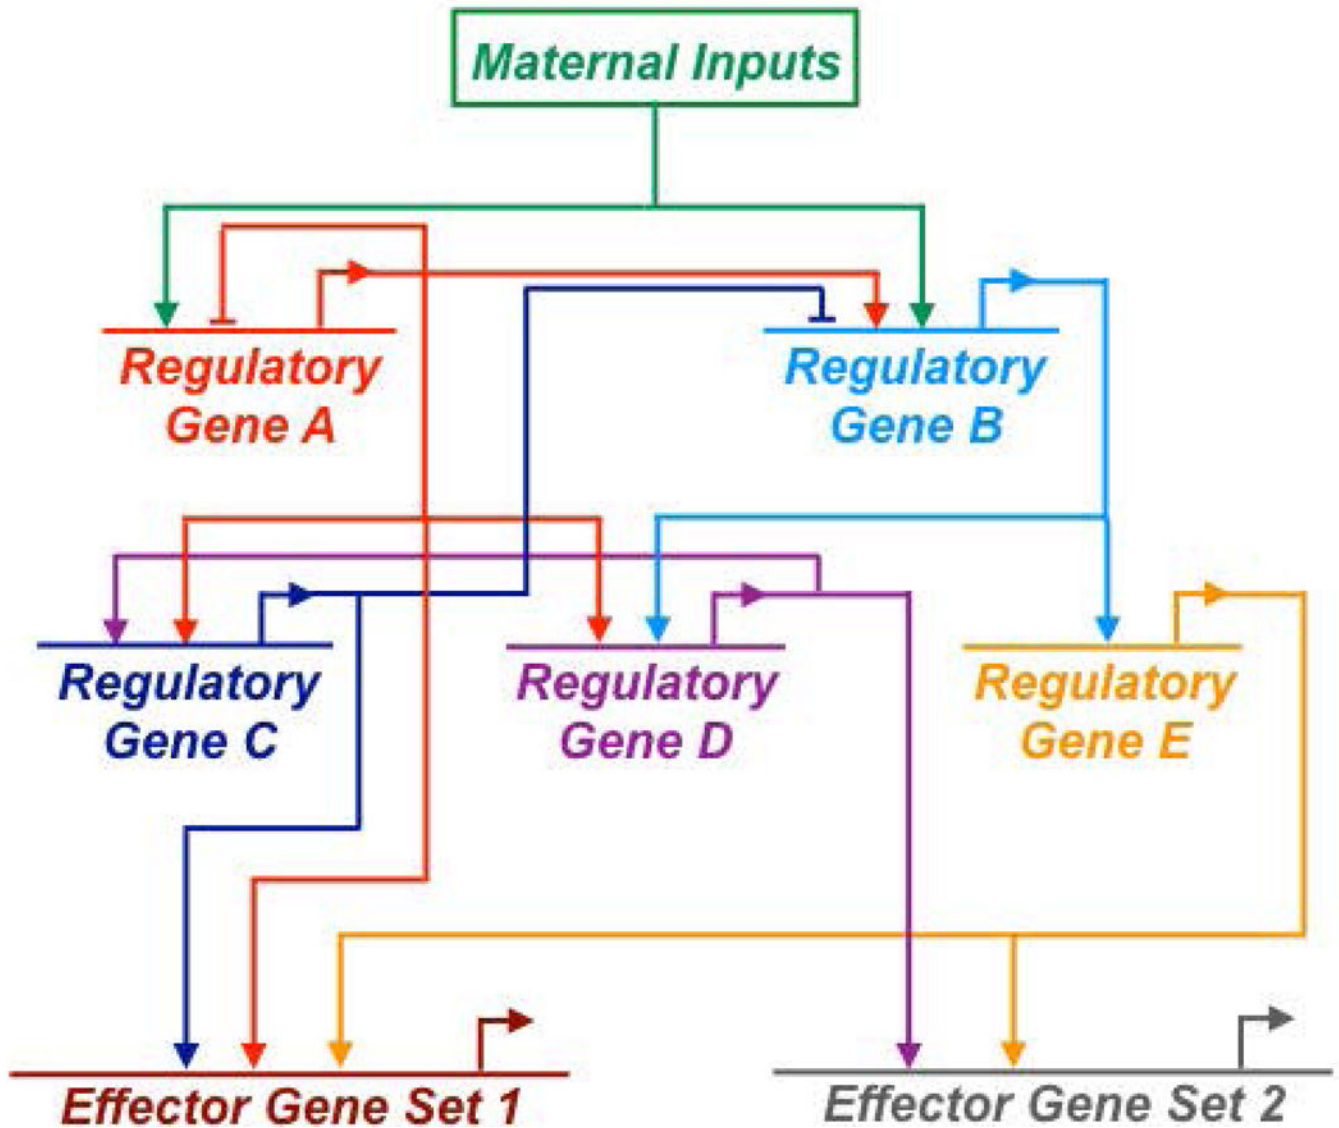 Maternal Inputs
Regulatory
Gene A
Regulatory
Gene B
Regulatory
Gene C
Regulatory
Gene D
Regulatory
Gene E
Effector Gene Set 1
Effector Gene Set 2